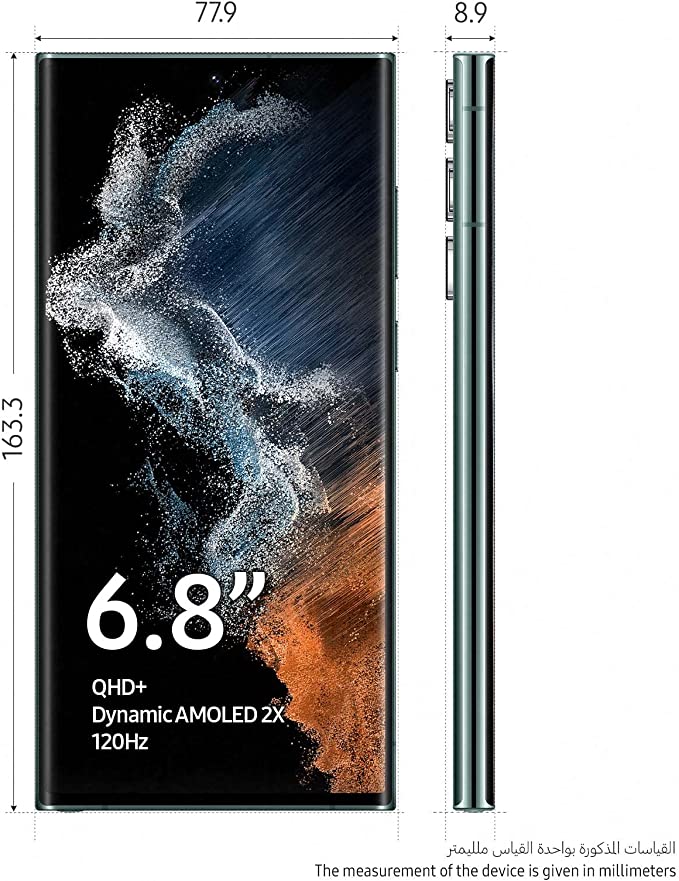 77.9
8.9
163.3
6.8”
QHD+
Dynamic AMOLED 2X
120Hz
القياسات المذكورة بواحدة القياس ملليمتر
The measurement of the device is given in millimeters